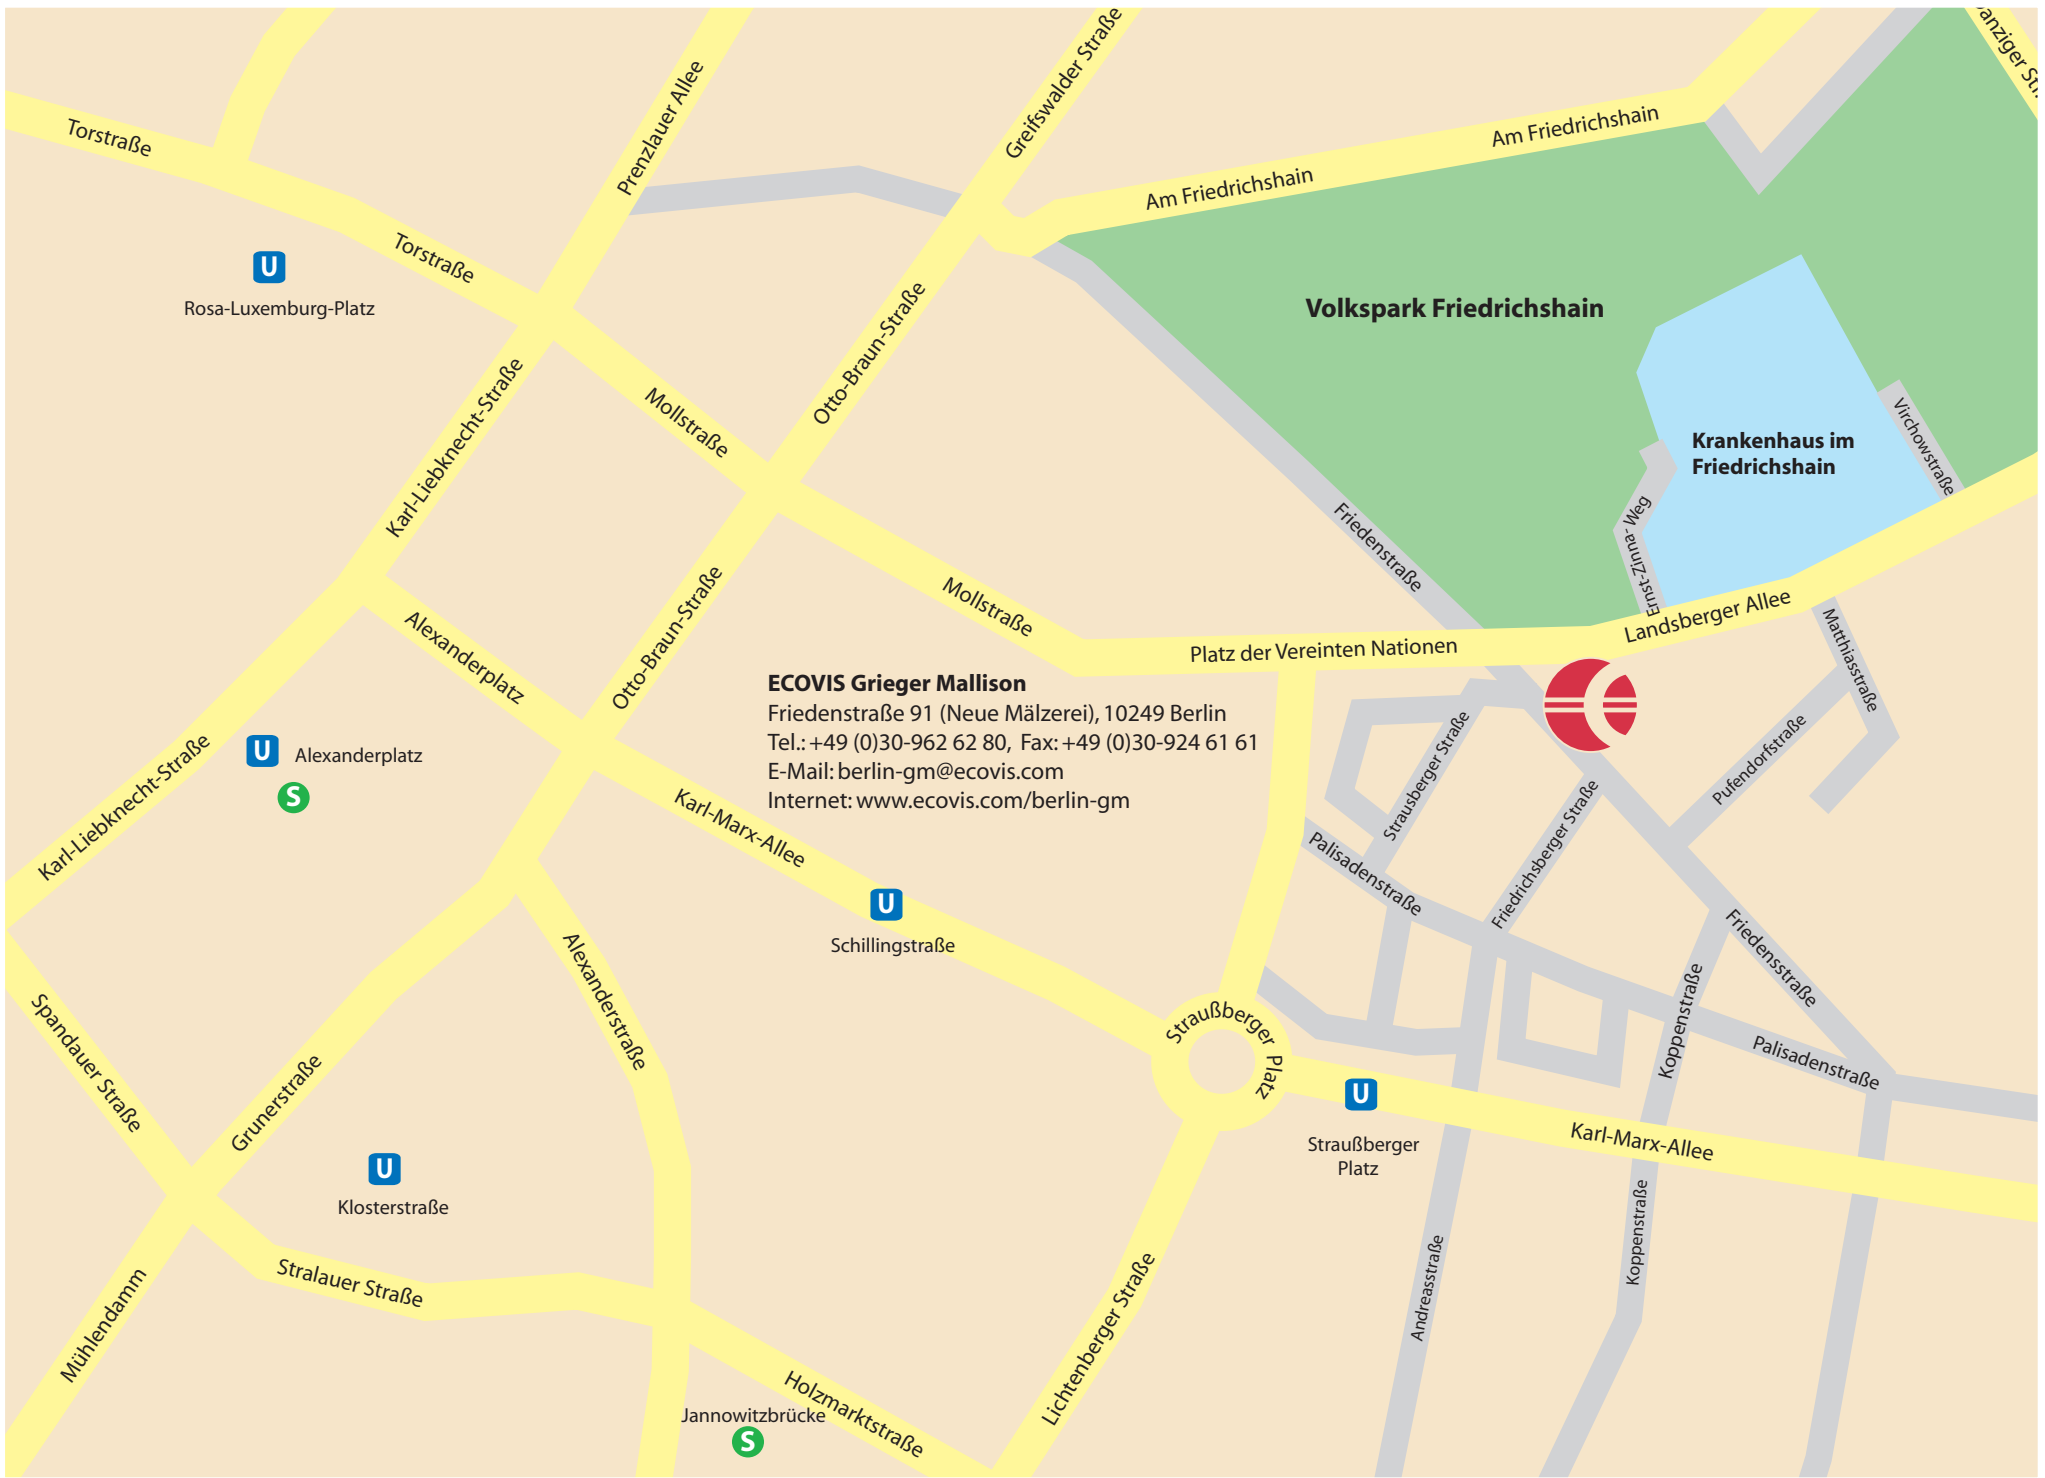 Torstraße
Prenzlauer Allee
Greifswalder Straße
Am Friedrichshain
Am Friedrichshain
Torstraße
U
Rosa-Luxemburg-Platz
Otto-Braun-Straße
Volkspark Friedrichshain
Karl-Liebknecht-Straße
Mollstraße
Krankenhaus im
Friedrichshain
Virchowstraße
Friedenstraße
Ernst-Zinna- Weg
Mollstraße
Otto-Braun-Straße
Alexanderplatz
Platz der Vereinten Nationen
Landsberger Allee
Matthiasstraße
ECOVIS Grieger Mallison
Friedenstraße 91 (Neue Mälzerei), 10249 Berlin
Tel.: +49 (0)30-962 62 80, Fax: +49 (0)30-924 61 61
E-Mail: berlin-gm@ecovis.com
Internet: www.ecovis.com/berlin-gm
U Alexanderplatz
S
Karl-Liebknecht-Straße
Karl-Marx-Allee
Strausberger Straße
Pufendorfstraße
Friedrichsberger Straße
Palisadenstraße
U
Schillingstraße
Alexanderstraße
Friedensstraße
Koppenstraße
Palisadenstraße
Spandauer Straße
Grunerstraße
Straußberger Platz
U
Straußberger
Platz
Karl-Marx-Allee
U
Klosterstraße
Stralauer Straße
Mühlendamm
Koppenstraße
Andreasstraße
Lichtenberger Straße
Holzmarktstraße
Jannowitzbrücke
S